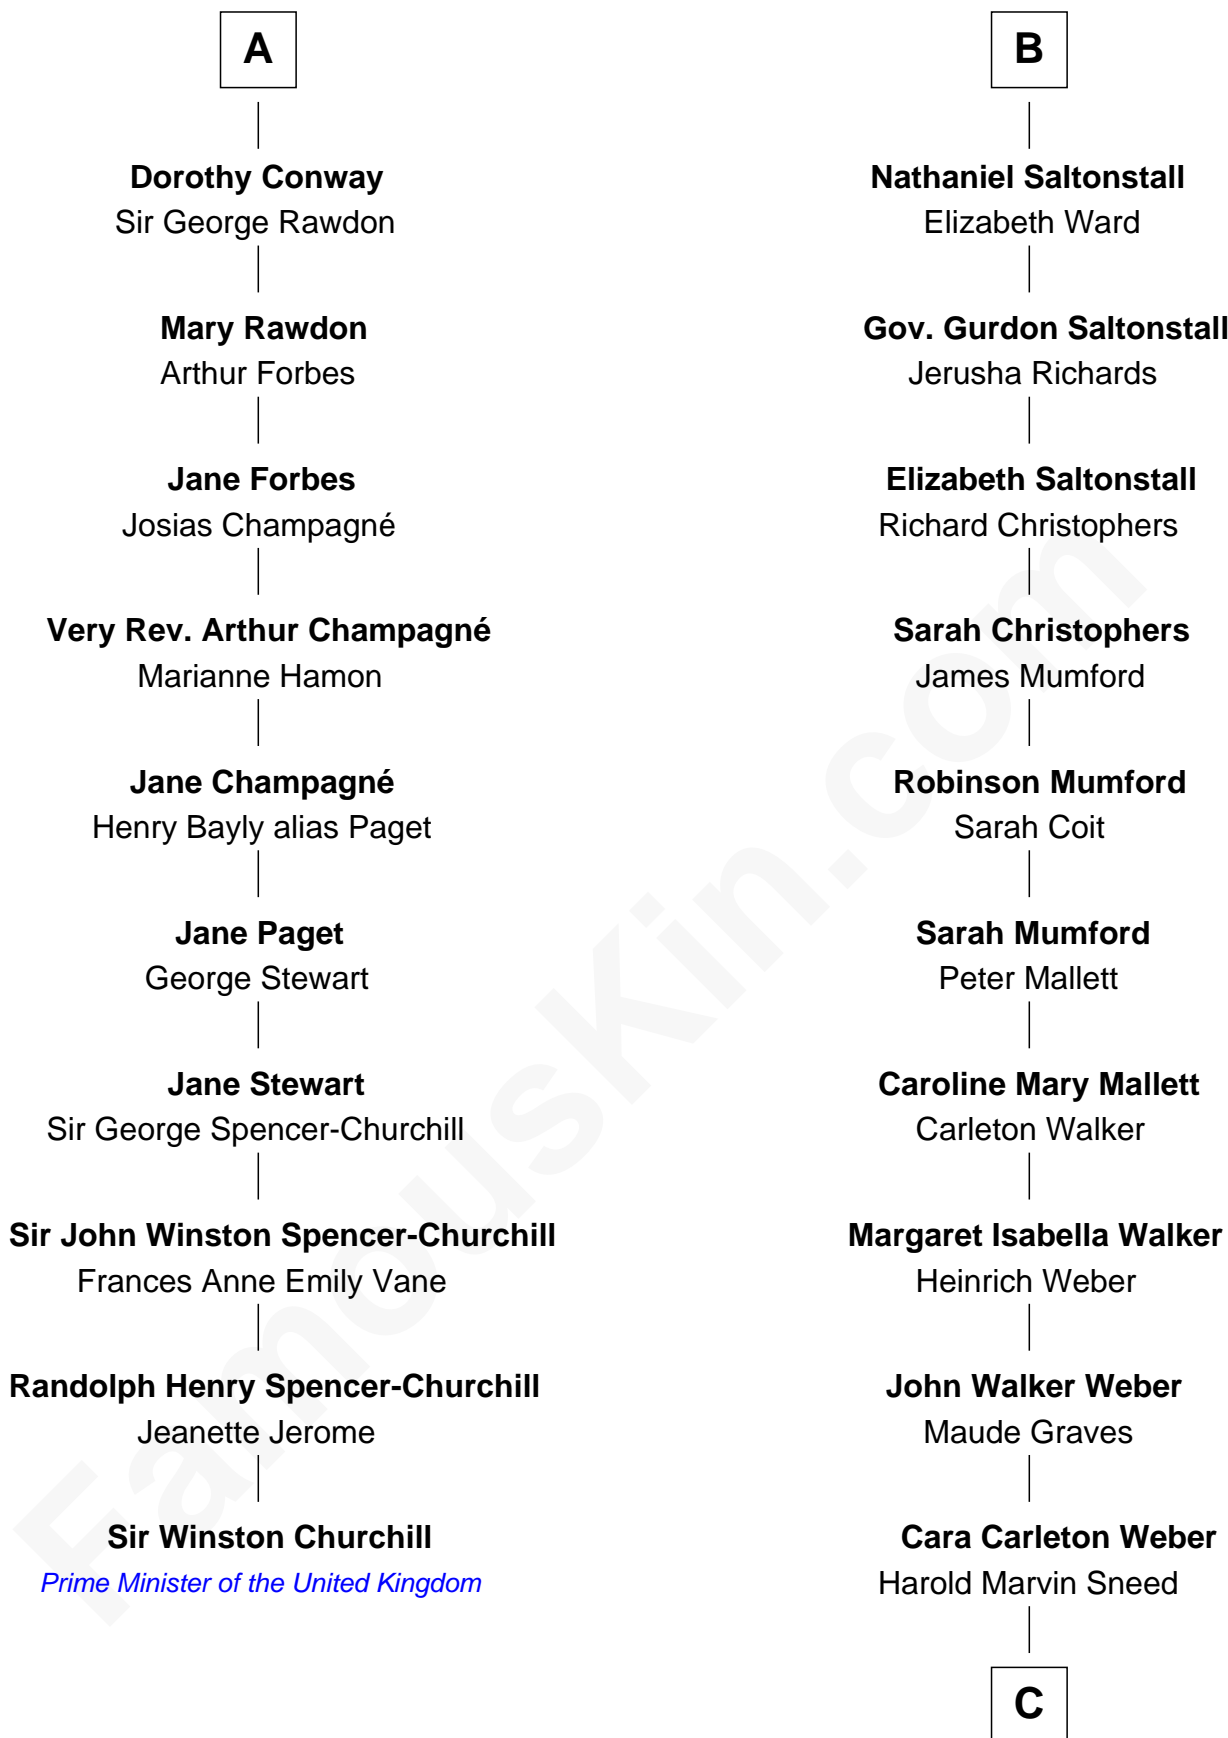 A
Dorothy Conway
Sir George Rawdon
Mary Rawdon
Arthur Forbes
Jane Forbes
Josias Champagné
Very Rev. Arthur Champagné
Marianne Hamon
Jane Champagné
Henry Bayly alias Paget
Jane Paget
George Stewart
Jane Stewart
Sir George Spencer-Churchill
Sir John Winston Spencer-Churchill
Frances Anne Emily Vane
Randolph Henry Spencer-Churchill
Jeanette Jerome
Sir Winston Churchill
Prime Minister of the United Kingdom
B
Nathaniel Saltonstall
Elizabeth Ward
Gov. Gurdon Saltonstall
Jerusha Richards
Elizabeth Saltonstall
Richard Christophers
Sarah Christophers
James Mumford
Robinson Mumford
Sarah Coit
Sarah Mumford
Peter Mallett
Caroline Mary Mallett
Carleton Walker
Margaret Isabella Walker
Heinrich Weber
John Walker Weber
Maude Graves
Cara Carleton Weber
Harold Marvin Sneed
C
FamousKin.com